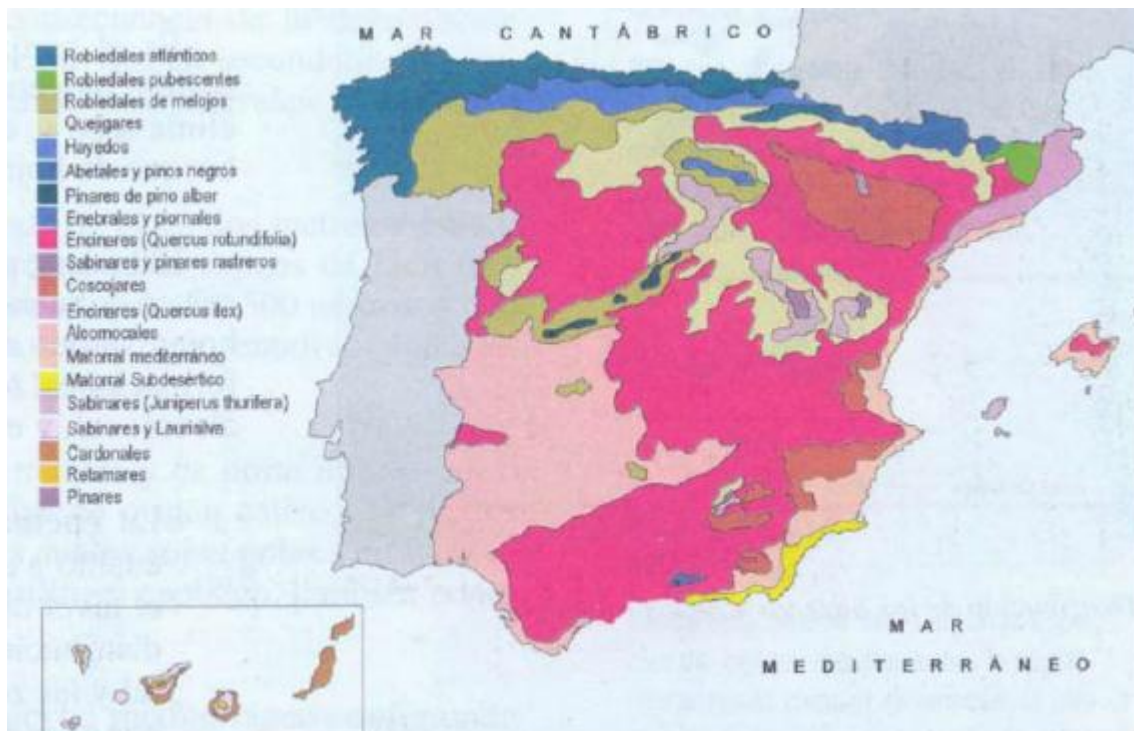 MAR CANTÁBRICO
Robledales atlánticos
Robledales pubescentes
Robledales de melojos
Quejigares
Hayedos
Abetales y pinos negros
Pinares de pino albar
Enebrales y piornales
Encinares (Quercus rotundifolia)
Sabinares y pinares rastreros
Coscojares
Encinares (Quercus ilex)
Alcornocales
Matorral mediterráneo
Matorral Subdesértico
Sabinares (Juniperus thurifera)
Sabinares y Laurisilva
Cardonales
Retamares
Pinares
MAR
MEDITERRÁNEO